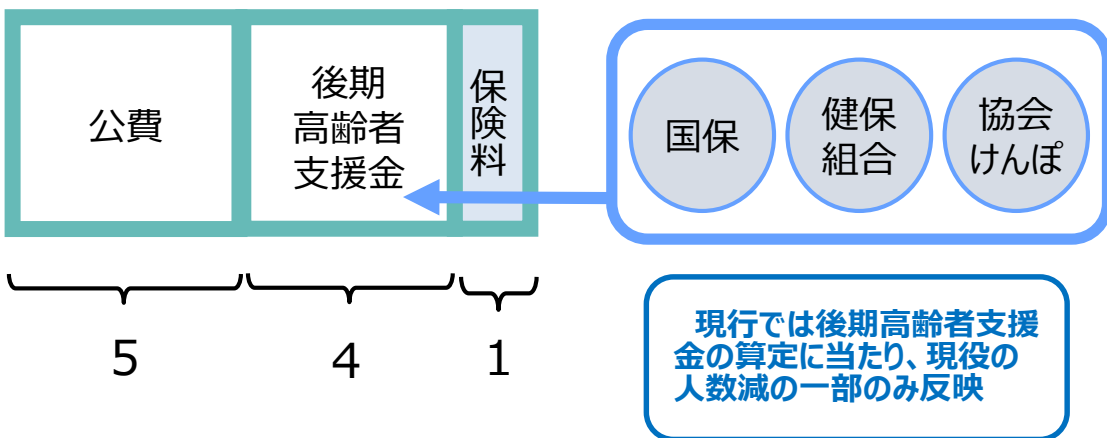 公費
後期
高齢者
支援金
保険料
国保
健保
組合
協会
けんぽ
5
4
1
現行では後期高齢者支援
金の算定に当たり、現役の
人数減の一部のみ反映